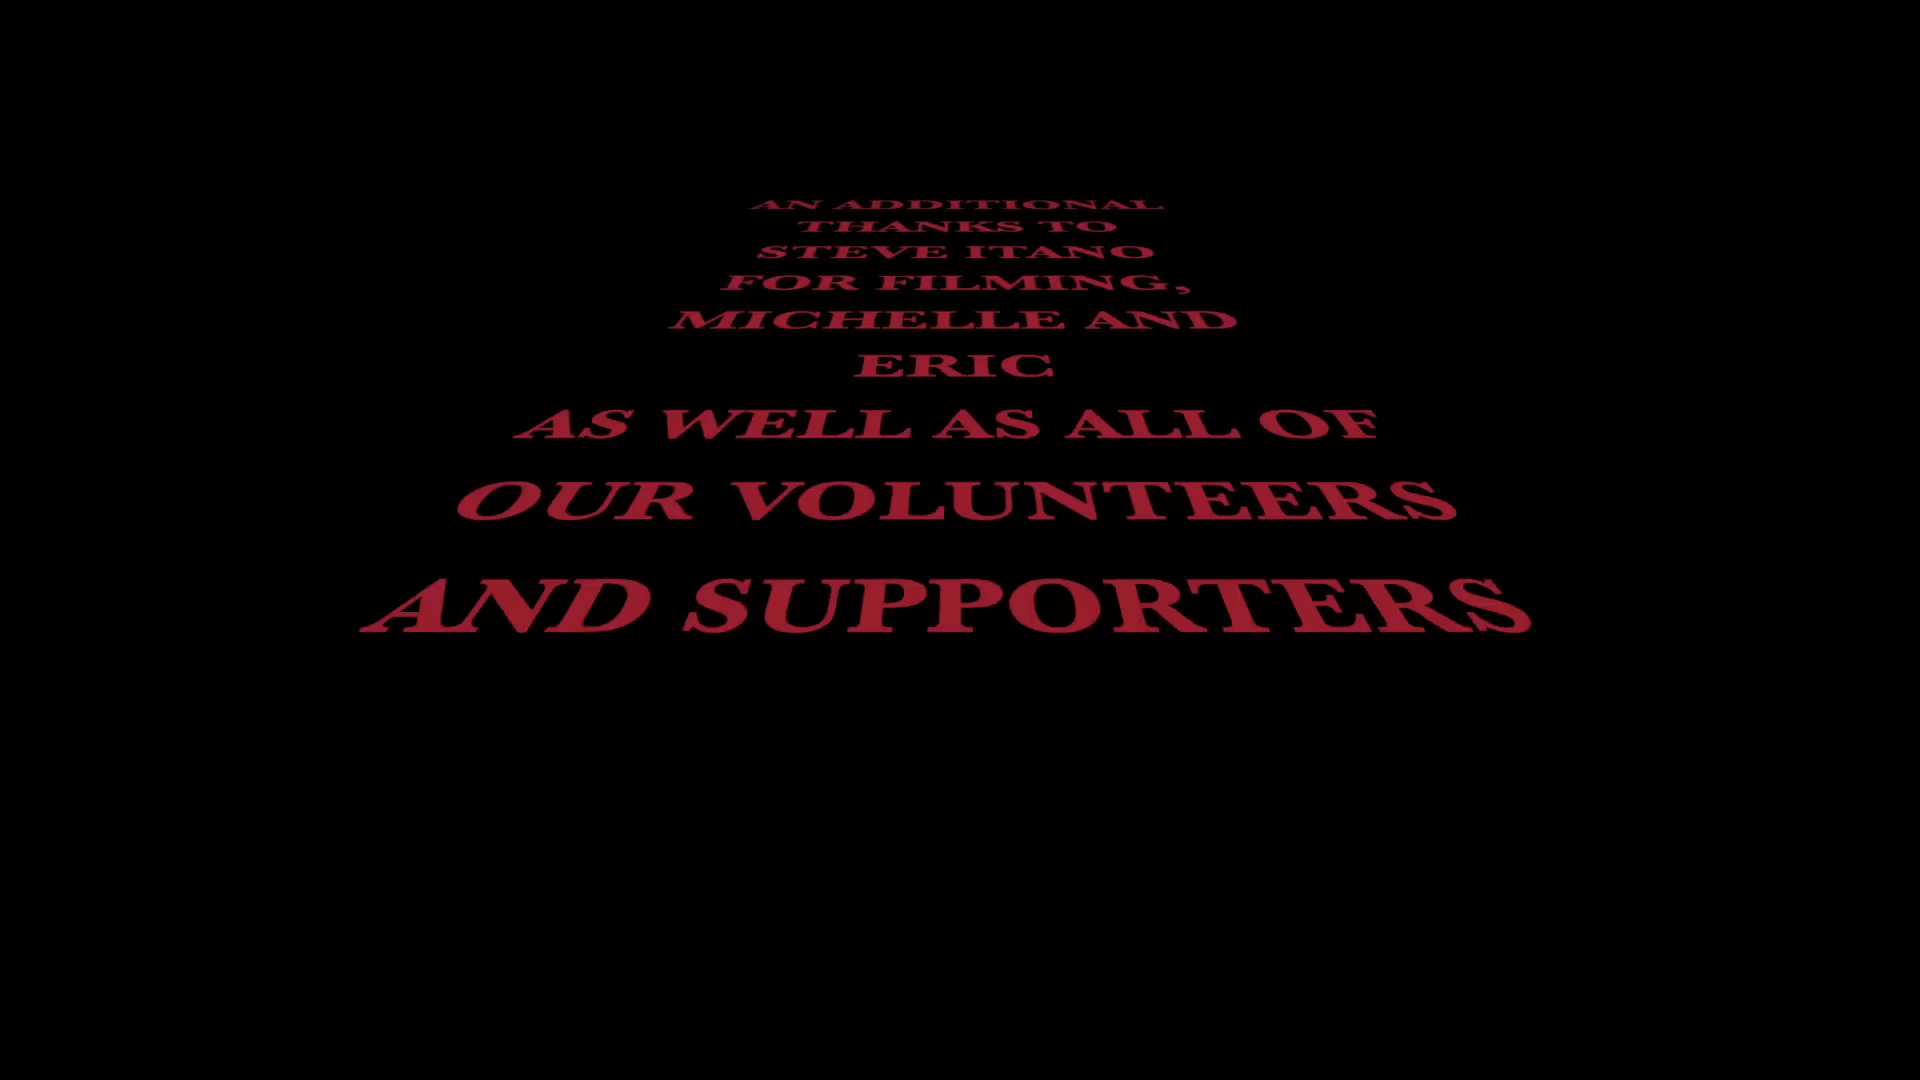 AN ADDITIONAL
THANKS TO
STEVE ITANO
FOR FILMING,
MICHELLE AND
ERIC
AS WELL AS ALL OF
OUR VOLUNTEERS
AND SUPPORTERS